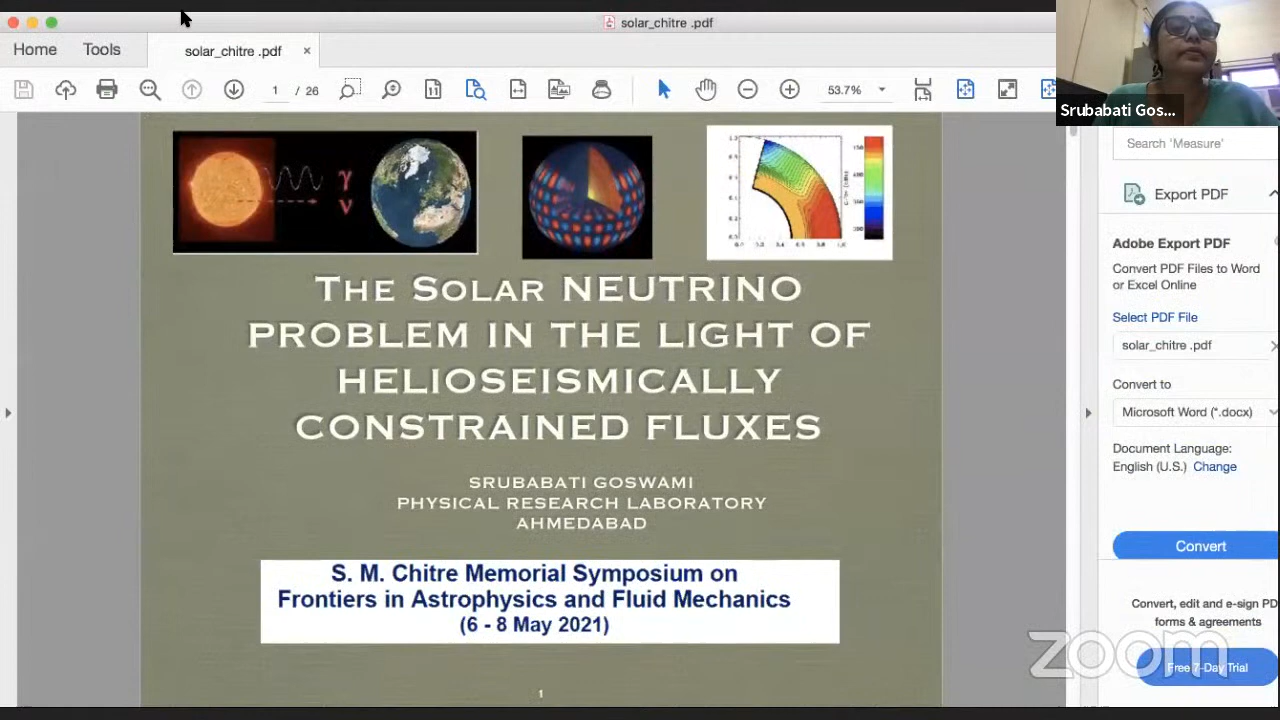 solar_chitre .pdf
Home
Tools
solar_chitre .pdf
×
1 / 26
53.7%
Srubabati Gos...
Search 'Measure'
Export PDF
Adobe Export PDF
Convert PDF Files to Word
or Excel Online
Select PDF File
solar_chitre .pdf
Convert to
Microsoft Word (*.docx)
Document Language:
English (U.S.) Change
Convert
Convert, edit and e-sign PD
forms & agreements
Free 7-Day Trial
zoom
γ
ν
THE SOLAR NEUTRINO
PROBLEM IN THE LIGHT OF
HELIOSEISMICALLY
CONSTRAINED FLUXES
SRUBABATI GOSWAMI
PHYSICAL RESEARCH LABORATORY
AHMEDABAD
S. M. Chitre Memorial Symposium on
Frontiers in Astrophysics and Fluid Mechanics
(6 - 8 May 2021)
1